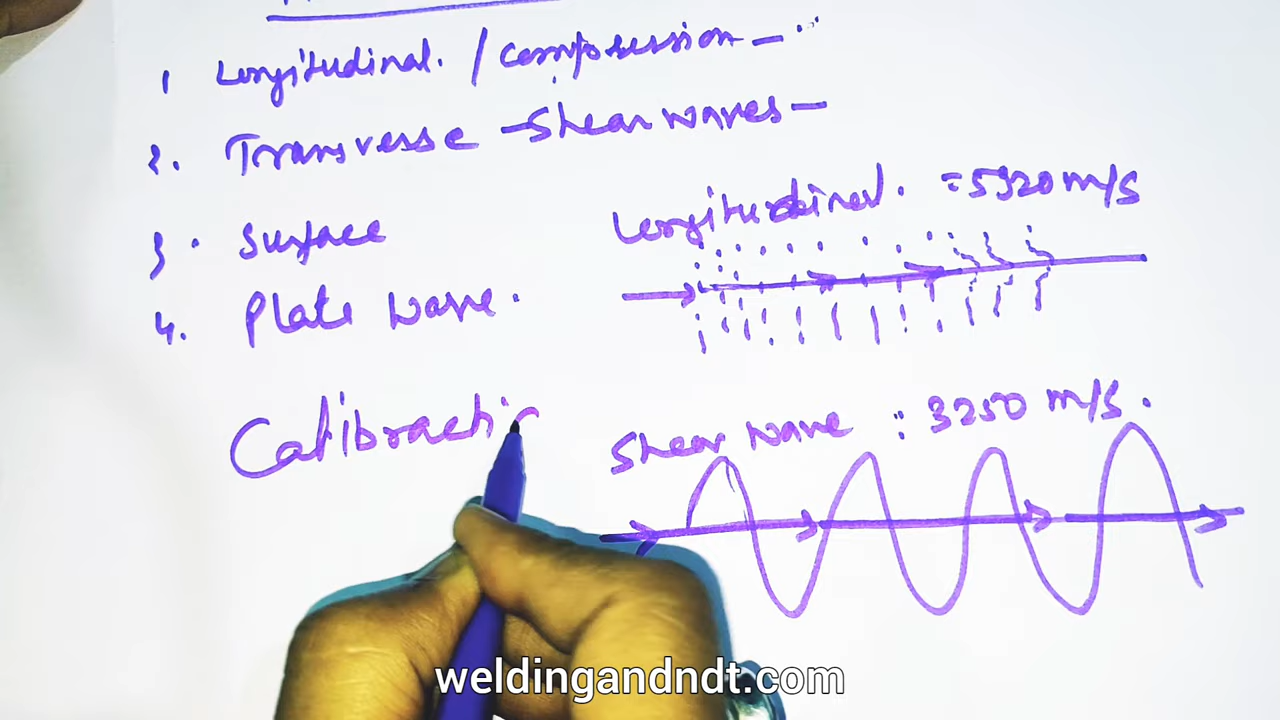 1 Longitudinal. / Compression -
2. Transverse - Shear waves -
3. Surface
4. Plate wave.
Longitudinal. = 5920 m/s
Shear wave : 3250 m/s.
Calibratio
weldingandndt.com